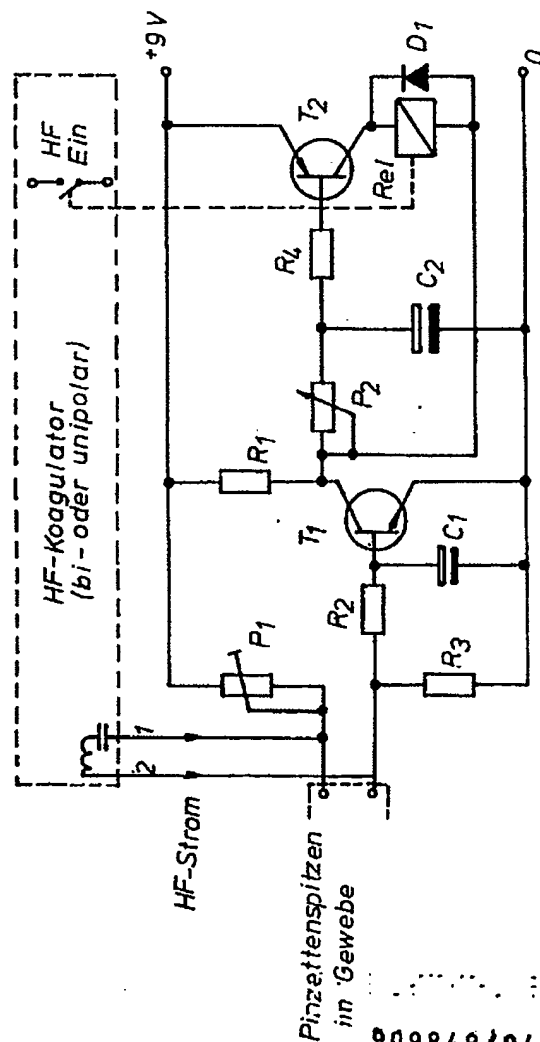 HF-Koagulator
(bi- oder unipolar)
HF
Ein
+9V
1
2
HF-Strom
P1
R1
T2
D1
Rel
R4
P2
C2
T1
R2
C1
R3
0
Pinzettenspitzen
im Gewebe